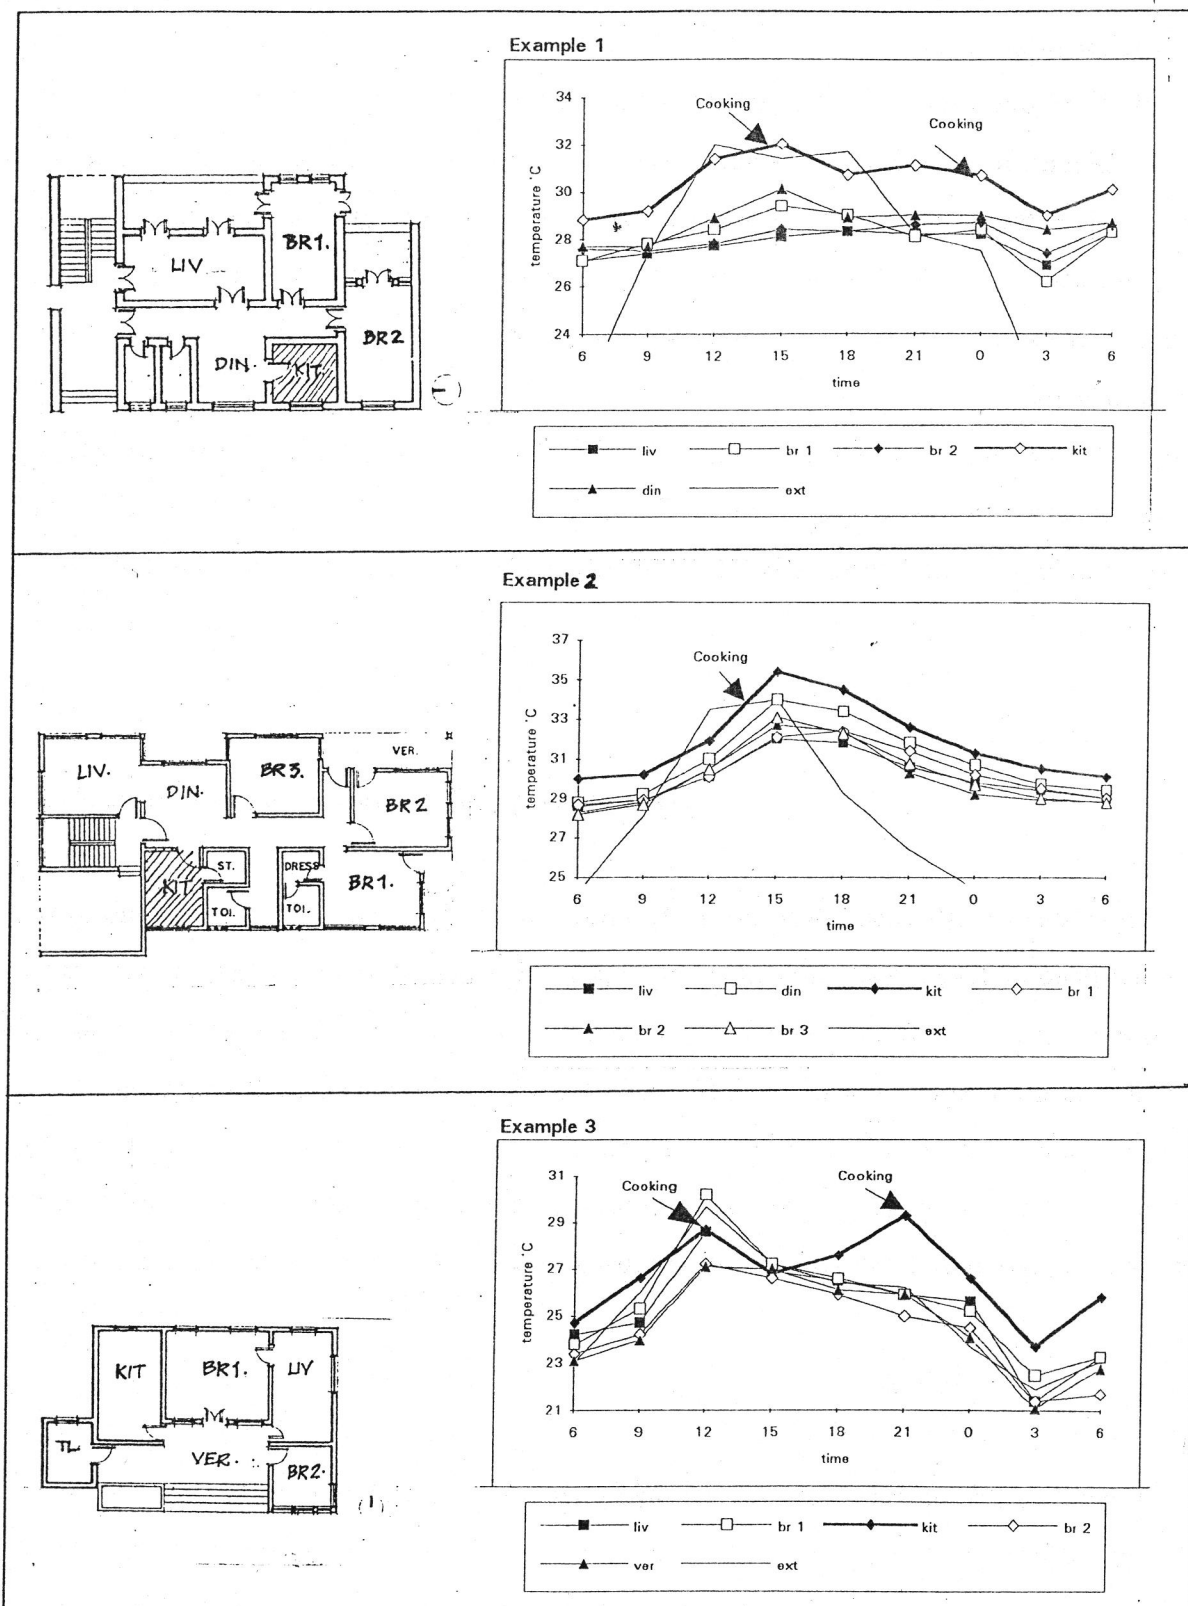 Example 1
34
32
30
28
26
24
temperature °C
Cooking
Cooking
6 9 12 15 18 21 0 3 6
time
liv br 1 br 2 kit
din ext
LIV
BR1.
BR2
DIN.
KIT.
Example 2
37
35
33
31
29
27
25
temperature °C
Cooking
6 9 12 15 18 21 0 3 6
time
liv din kit br 1
br 2 br 3 ext
VER.
LIV.
DIN.
BR3.
BR2
ST.
DRESS
KIT
BR1.
TOI.
TOI.
Example 3
31
29
27
25
23
21
temperature °C
Cooking
Cooking
6 9 12 15 18 21 0 3 6
time
liv br 1 kit br 2
ver ext
KIT
BR1.
LIV
TL.
VER.
BR2.
(1)